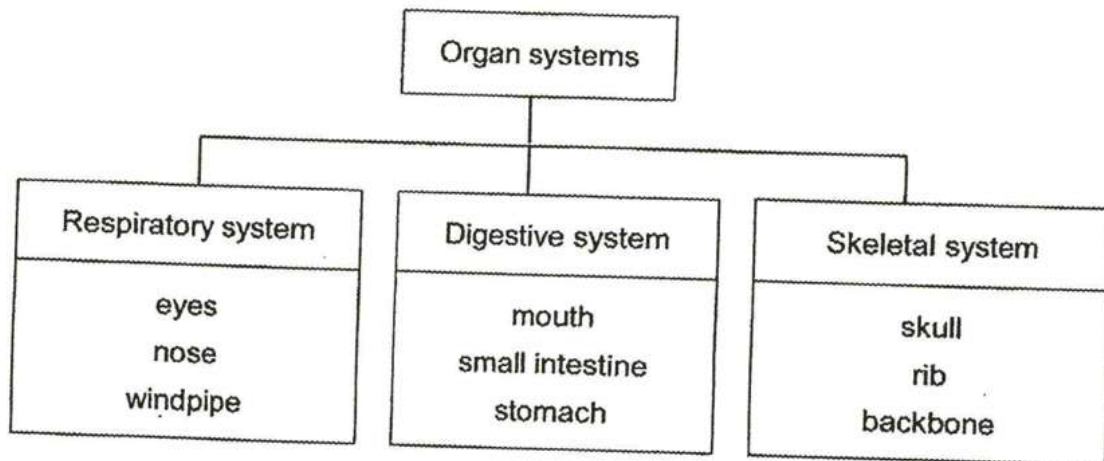 Organ systems
Respiratory system
eyes
nose
windpipe
Digestive system
mouth
small intestine
stomach
Skeletal system
skull
rib
backbone